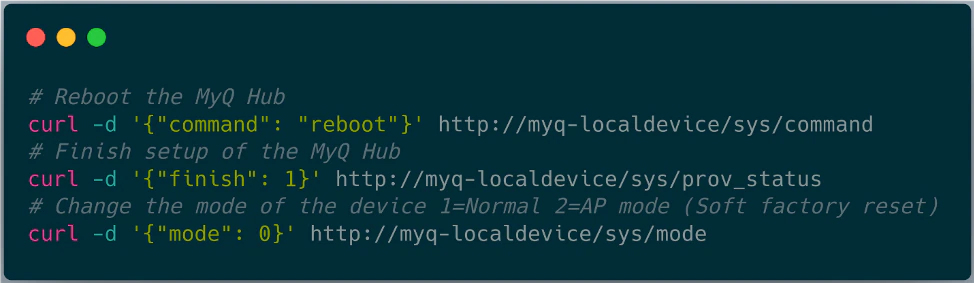 # Reboot the MyQ Hub
curl -d '{"command": "reboot"}' http://myq-localdevice/sys/command
# Finish setup of the MyQ Hub
curl -d '{"finish": 1}' http://myq-localdevice/sys/prov_status
# Change the mode of the device 1=Normal 2=AP mode (Soft factory reset)
curl -d '{"mode": 0}' http://myq-localdevice/sys/mode